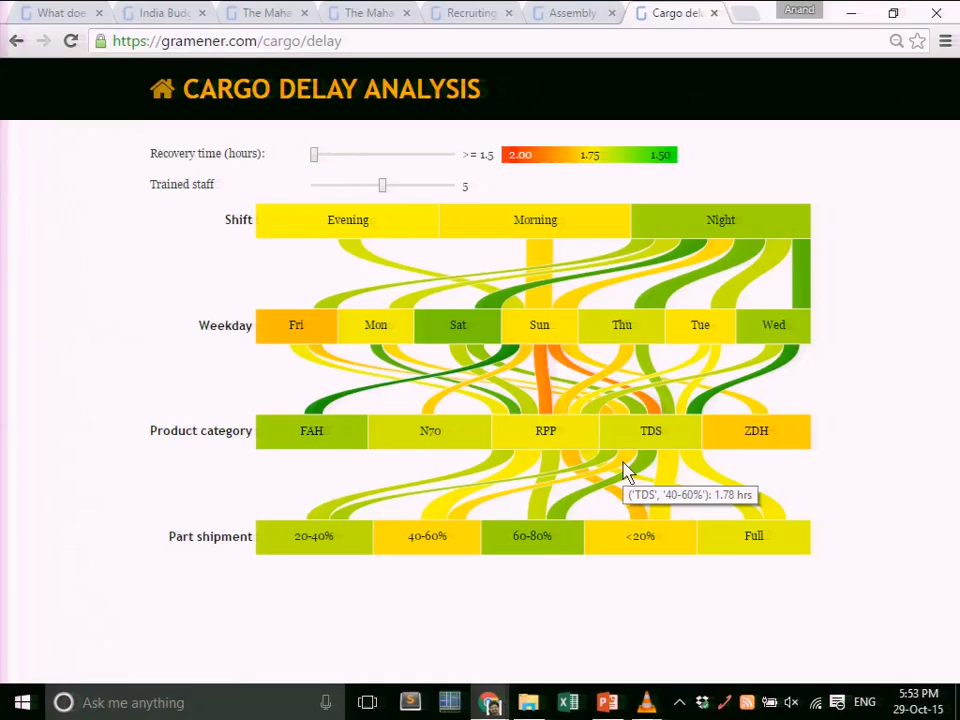 What doe
India Bud
The Maha
The Maha
Recruiting
Assembly
Cargo del
Anand
https://gramener.com/cargo/delay
CARGO DELAY ANALYSIS
Recovery time (hours): >= 1.5 2.00 1.75 1.50
Trained staff 5
Shift Evening Morning Night
Weekday Fri Mon Sat Sun Thu Tue Wed
Product category FAH N70 RPP TDS ZDH
('TDS', '40-60%'): 1.78 hrs
Part shipment 20-40% 40-60% 60-80% <20% Full
Ask me anything
ENG
5:53 PM
29-Oct-15